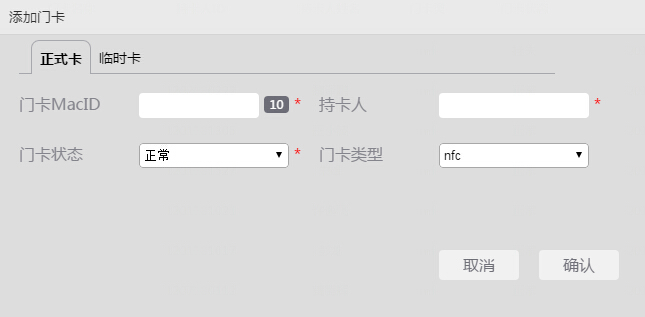 添加门卡
正式卡 临时卡
门卡MacID 10 * 持卡人 *
门卡状态 正常 * 门卡类型 nfc
取消 确认